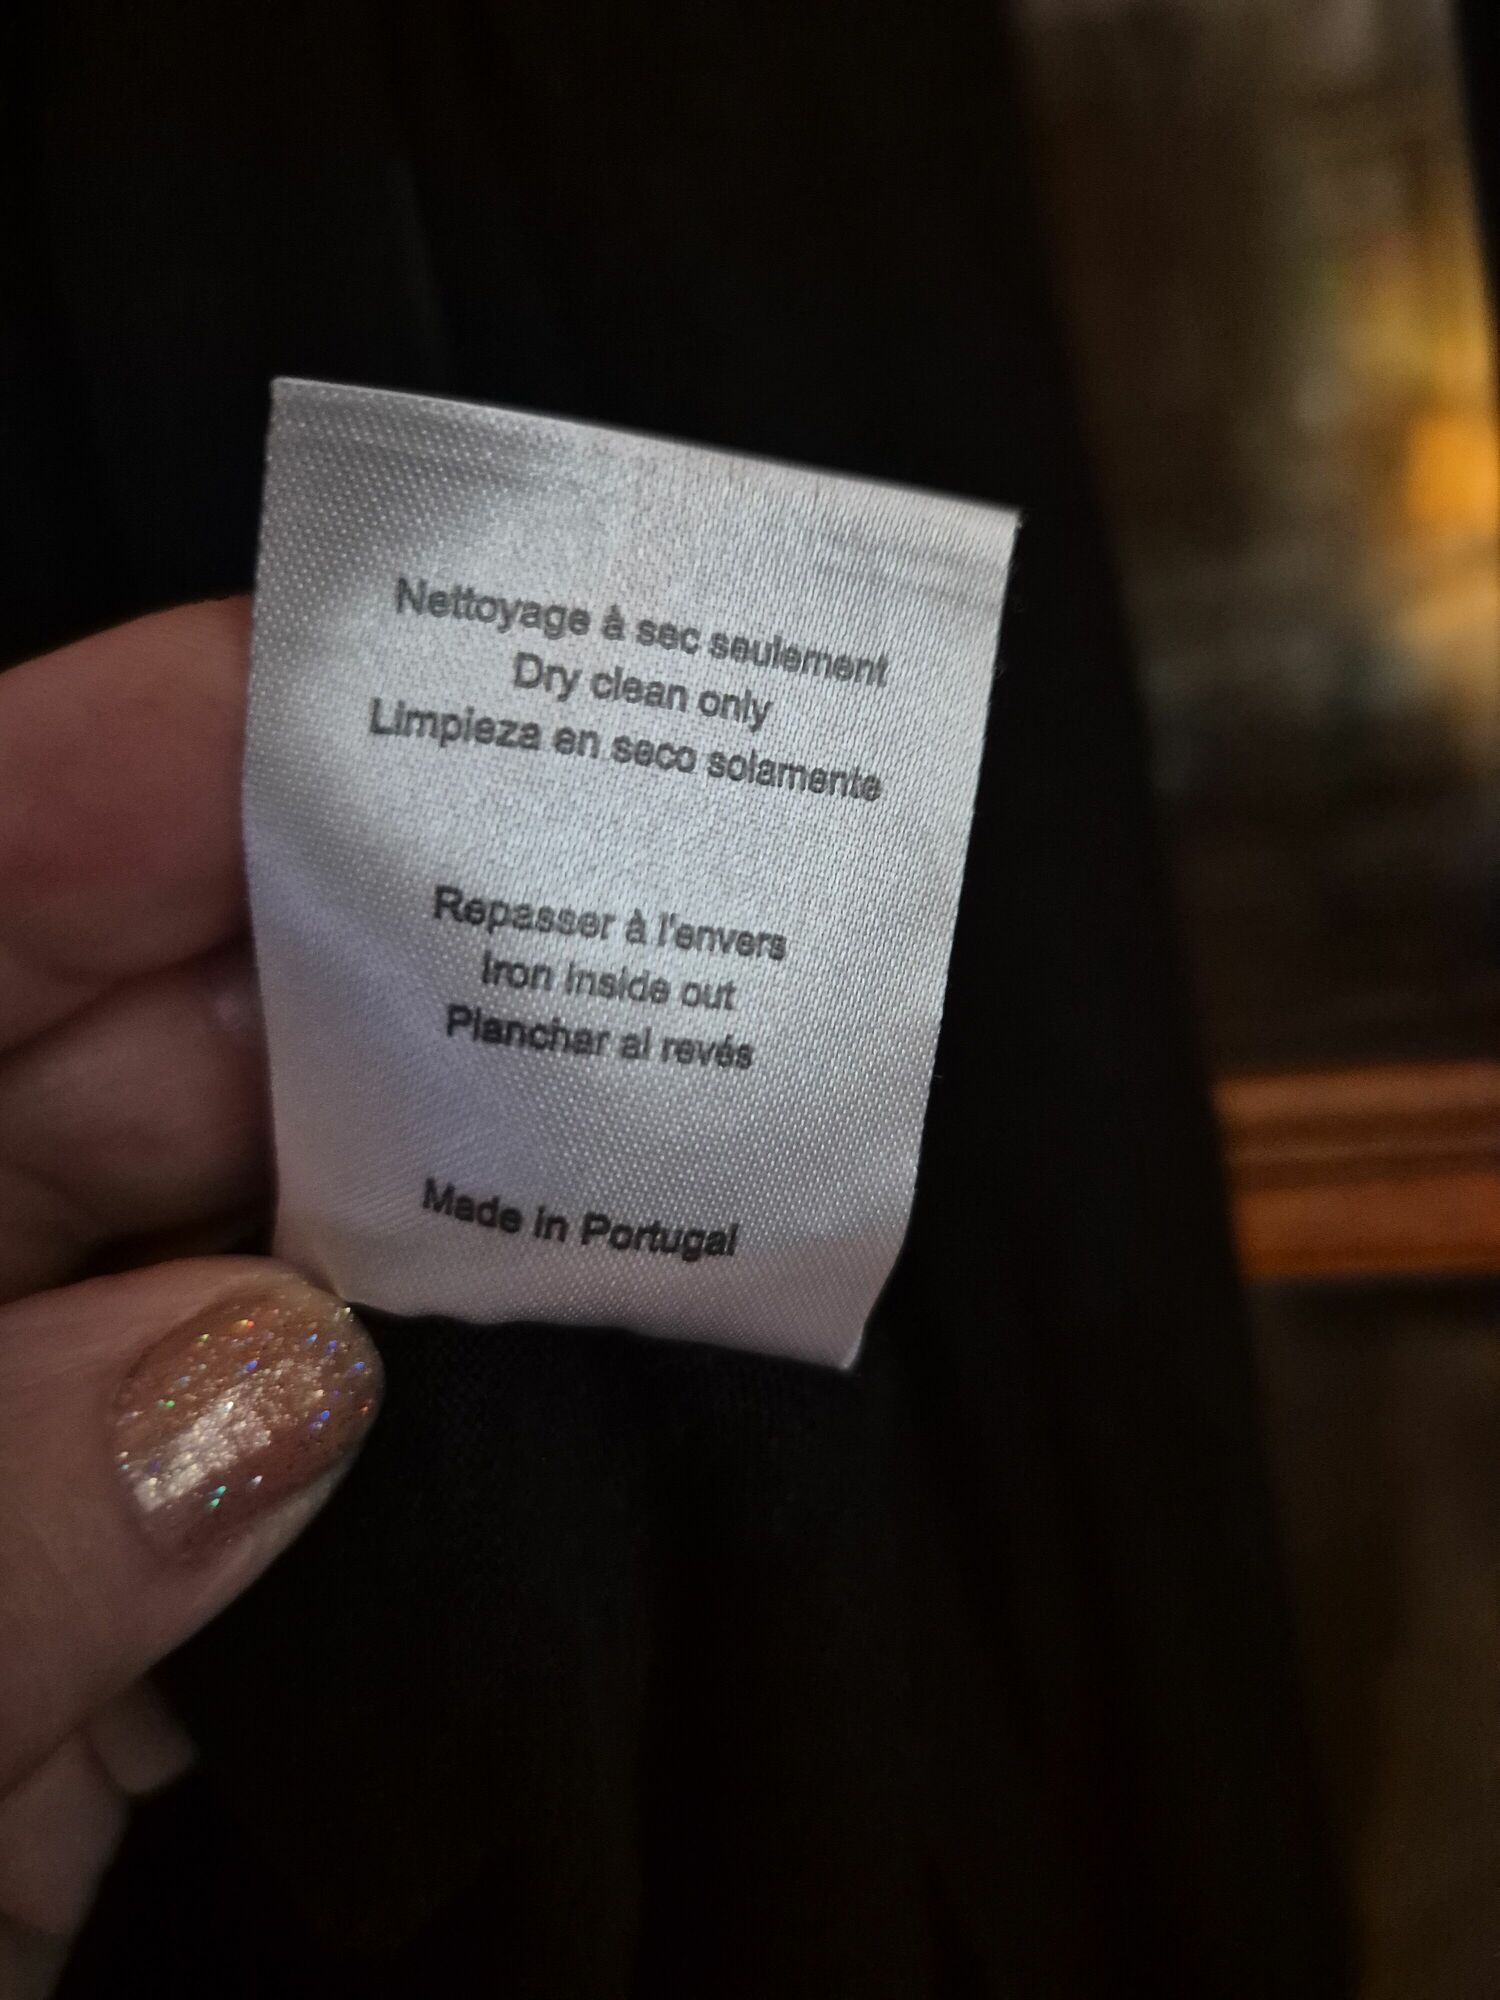 Nettoyage à sec seulement
Dry clean only
Limpieza en seco solamente
Repasser à l'envers
Iron inside out
Planchar al revés
Made in Portugal